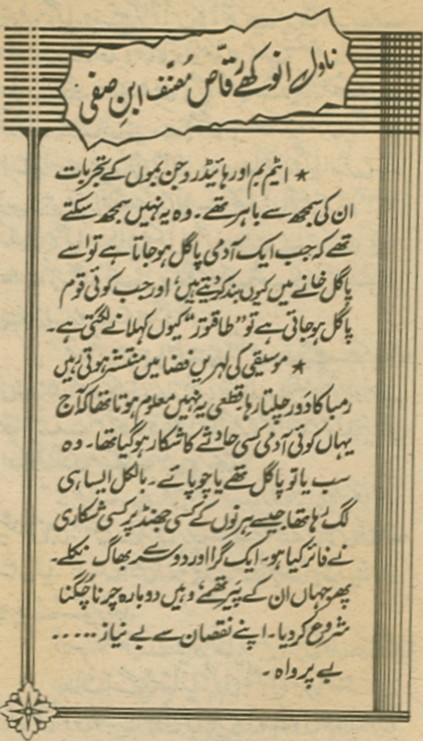 ناول، انوکھے رقّاص مُصنّف ابنِ صفی
* ایٹم بم اور ہائیڈروجن بموں کے تجربات
ان کی سمجھ سے باہر تھے۔ وہ یہ نہیں سمجھ سکتے
تھے کہ جب ایک آدمی پاگل ہو جاتا ہے تو اسے
پاگل خانے میں کیوں بند کر دیتے ہیں، اور جب کوئی قوم
پاگل ہو جاتی ہے تو "طاقتور" کیوں کہلانے لگتی ہے۔
* موسیقی کی لہریں فضا میں منتشر ہوتی رہیں
رمبا کا دَور چلتا رہا، قطعی یہ نہیں معلوم ہوتا تھا کہ آج
یہاں کوئی آدمی کسی حادثے کا شکار ہو گیا تھا۔ وہ
سب یا تو پاگل تھے یا چوپائے۔ بالکل ایسا ہی
لگ رہا تھا جیسے ہرنوں کے کسی جھنڈ پر کسی شکاری
نے فائر کیا ہو۔ ایک گرا اور دوسرے بھاگ نکلے۔
پھر جہاں ان کے پَیر تھمے، وہیں دوبارہ چرنا چُگنا
شروع کر دیا۔ اپنے نقصان سے بے نیاز .....
بے پرواہ ۔